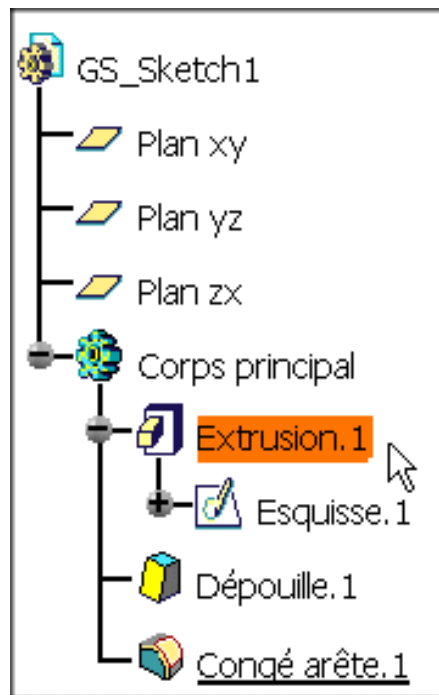 GS_Sketch1
Plan xy
Plan yz
Plan zx
Corps principal
Extrusion.1
Esquisse.1
Dépouille.1
Congé arête.1